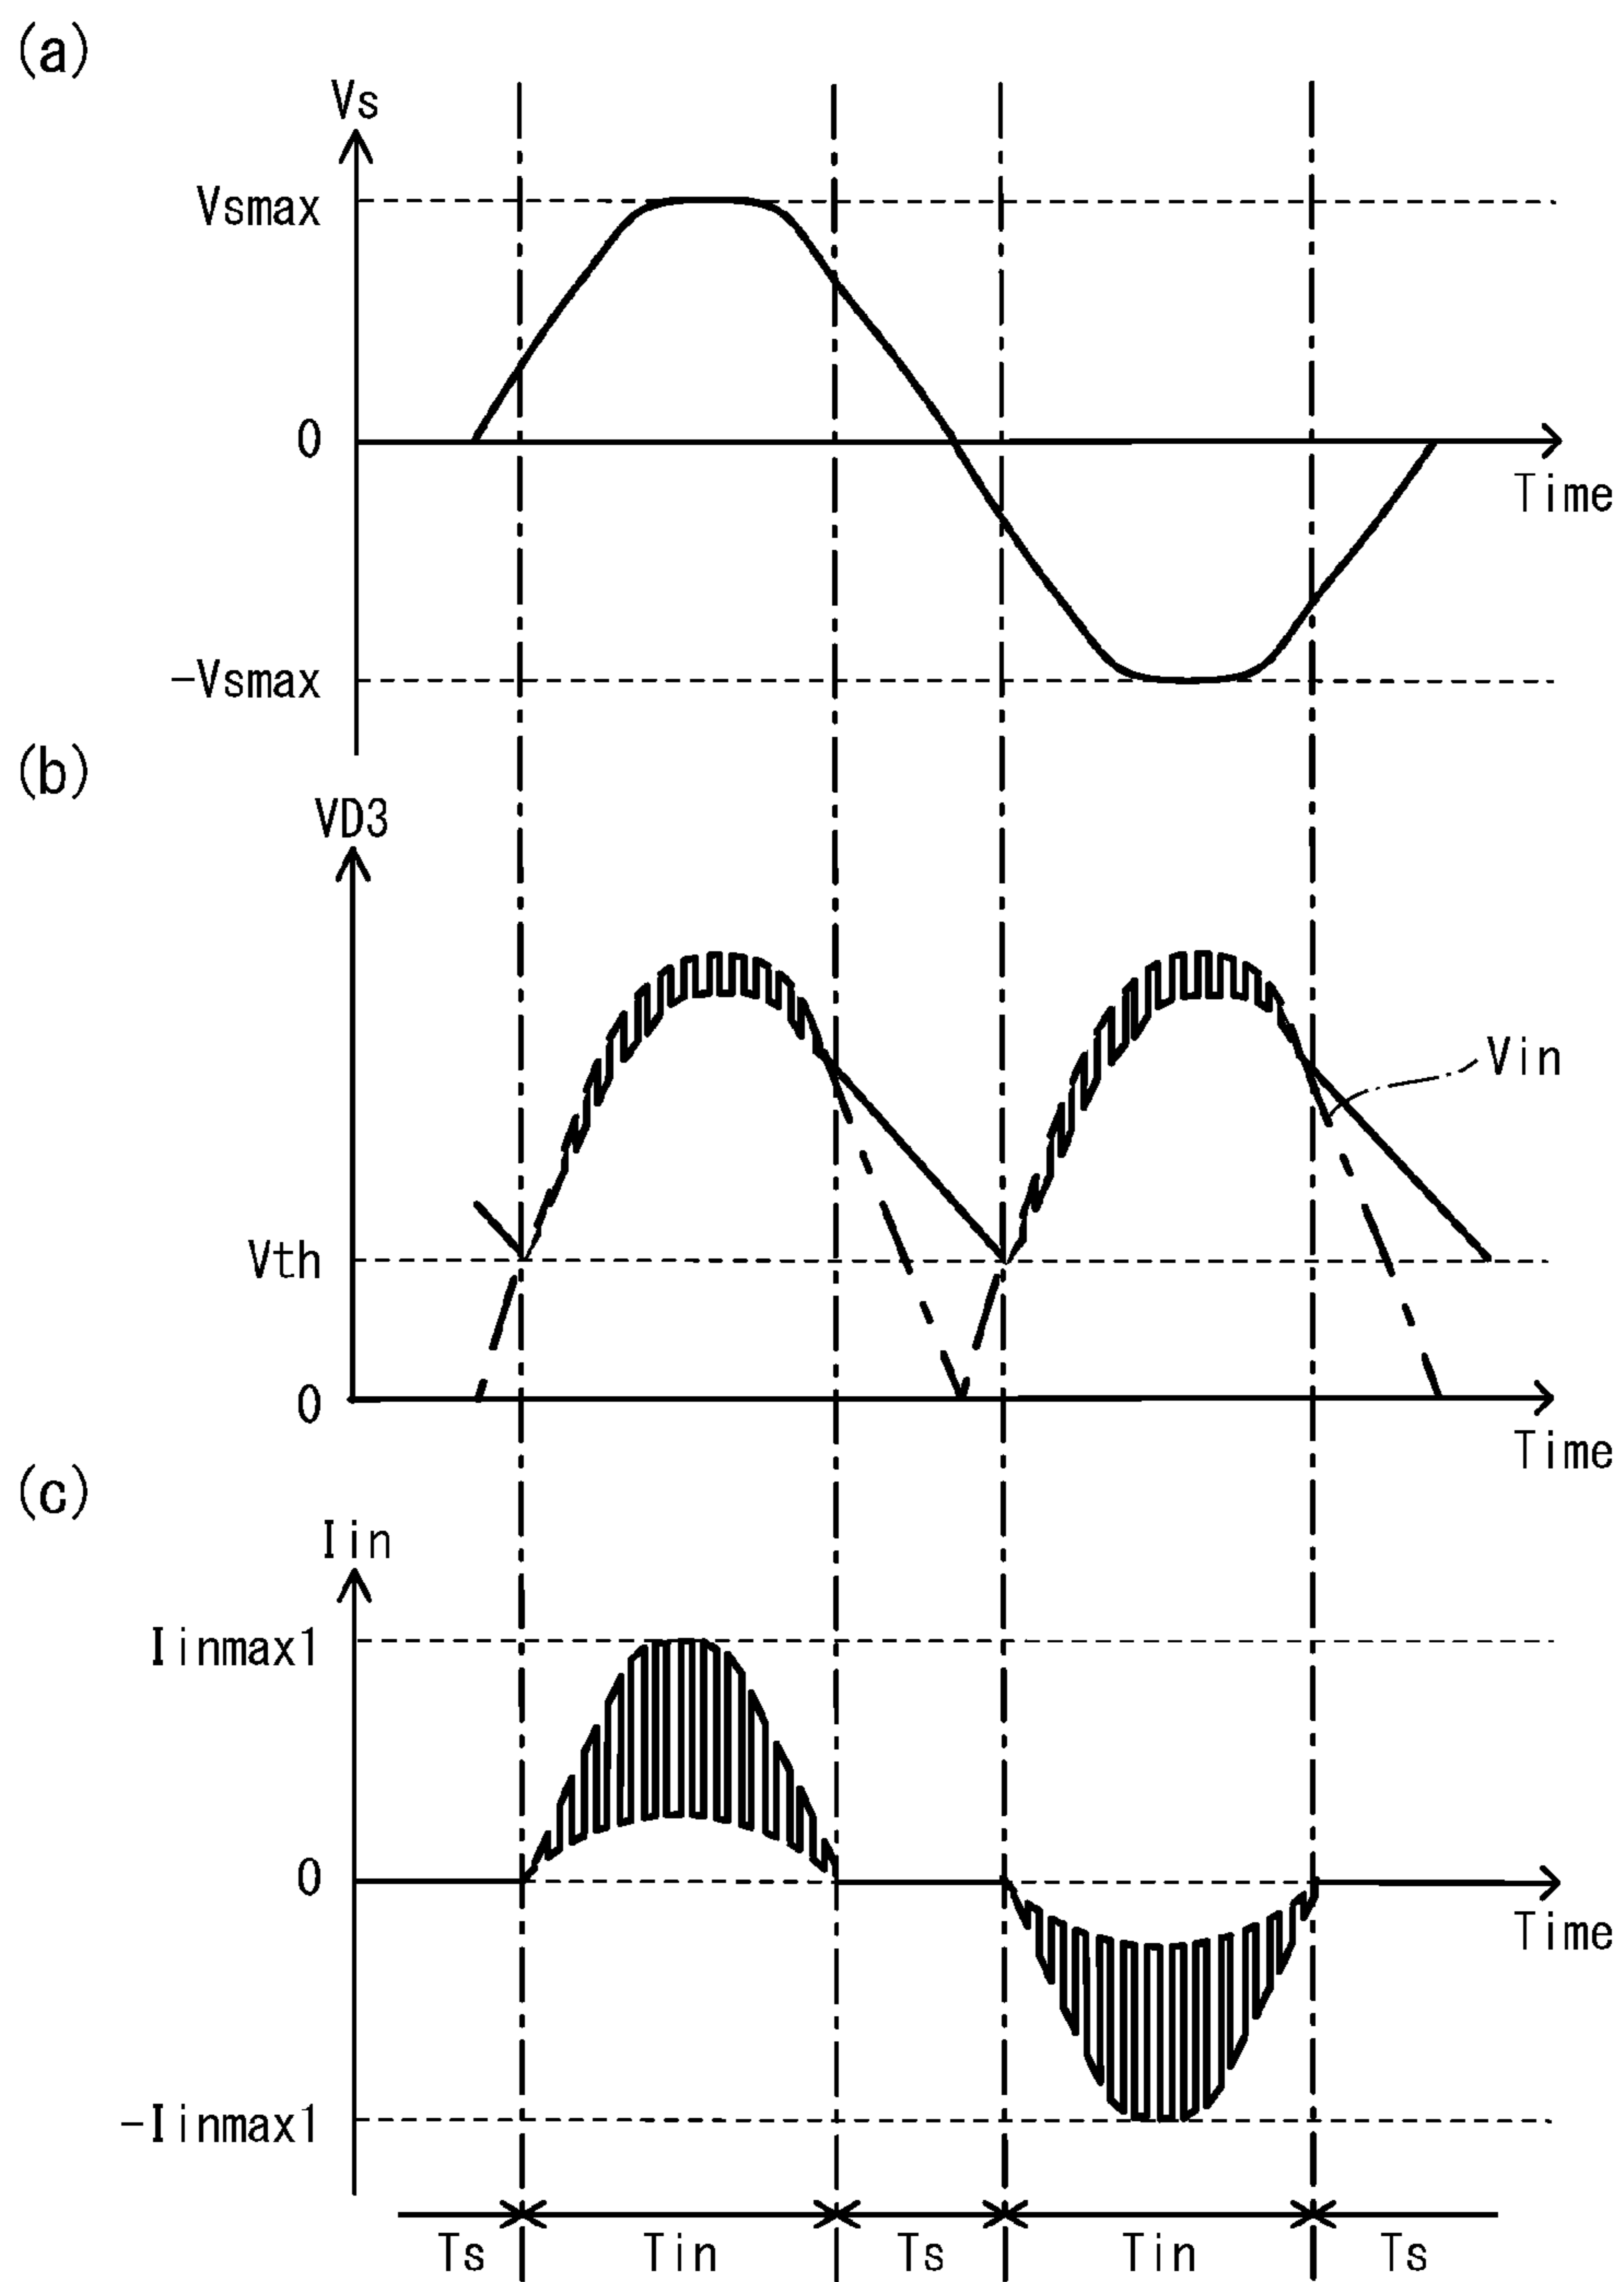 (a)
Vs
Vsmax
0
Time
-Vsmax
(b)
VD3
Vin
Vth
0
Time
(c)
Iin
Iinmax1
0
Time
-Iinmax1
Ts Tin Ts Tin Ts